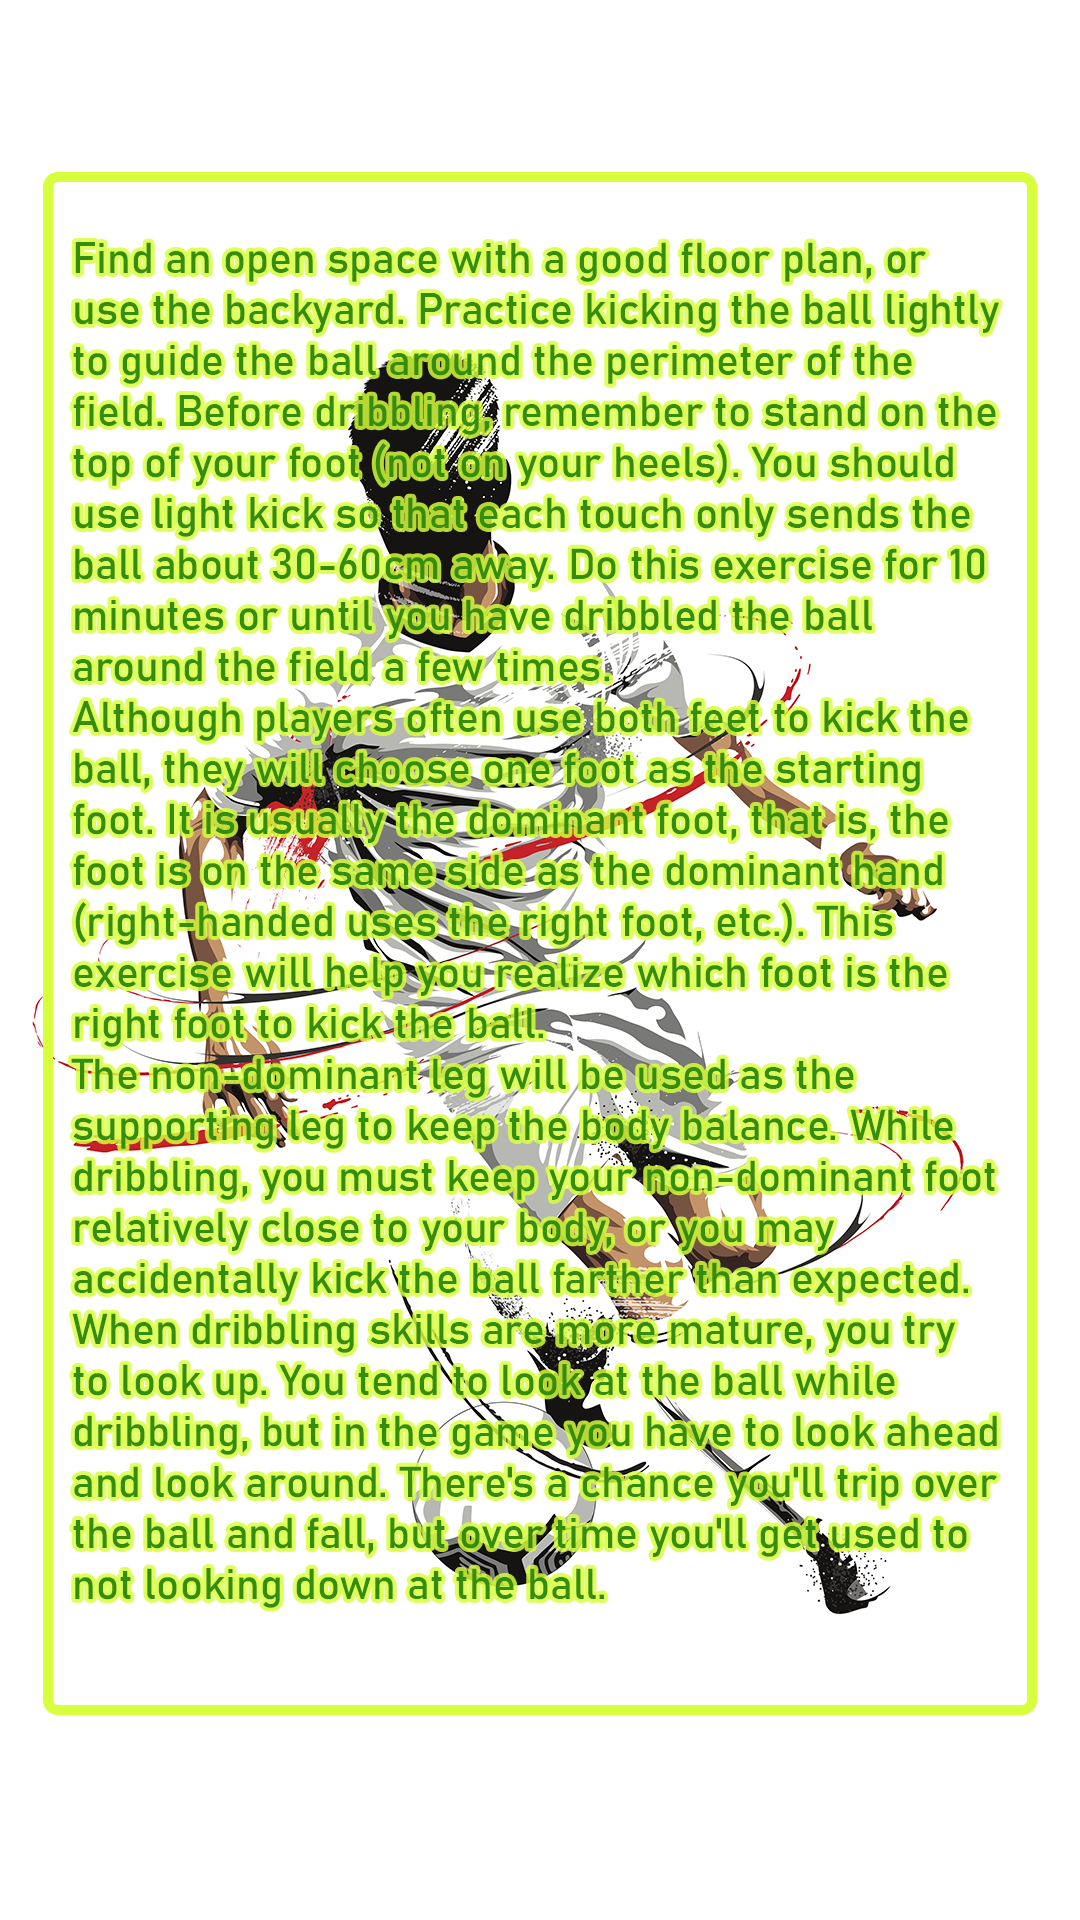 Find an open space with a good floor plan, or
use the backyard. Practice kicking the ball lightly
to guide the ball around the perimeter of the
field. Before dribbling, remember to stand on the
top of your foot (not on your heels). You should
use light kick so that each touch only sends the
ball about 30-60cm away. Do this exercise for 10
minutes or until you have dribbled the ball
around the field a few times.
Although players often use both feet to kick the
ball, they will choose one foot as the starting
foot. It is usually the dominant foot, that is, the
foot is on the same side as the dominant hand
(right-handed uses the right foot, etc.). This
exercise will help you realize which foot is the
right foot to kick the ball.
The non-dominant leg will be used as the
supporting leg to keep the body balance. While
dribbling, you must keep your non-dominant foot
relatively close to your body, or you may
accidentally kick the ball farther than expected.
When dribbling skills are more mature, you try
to look up. You tend to look at the ball while
dribbling, but in the game you have to look ahead
and look around. There's a chance you'll trip over
the ball and fall, but over time you'll get used to
not looking down at the ball.